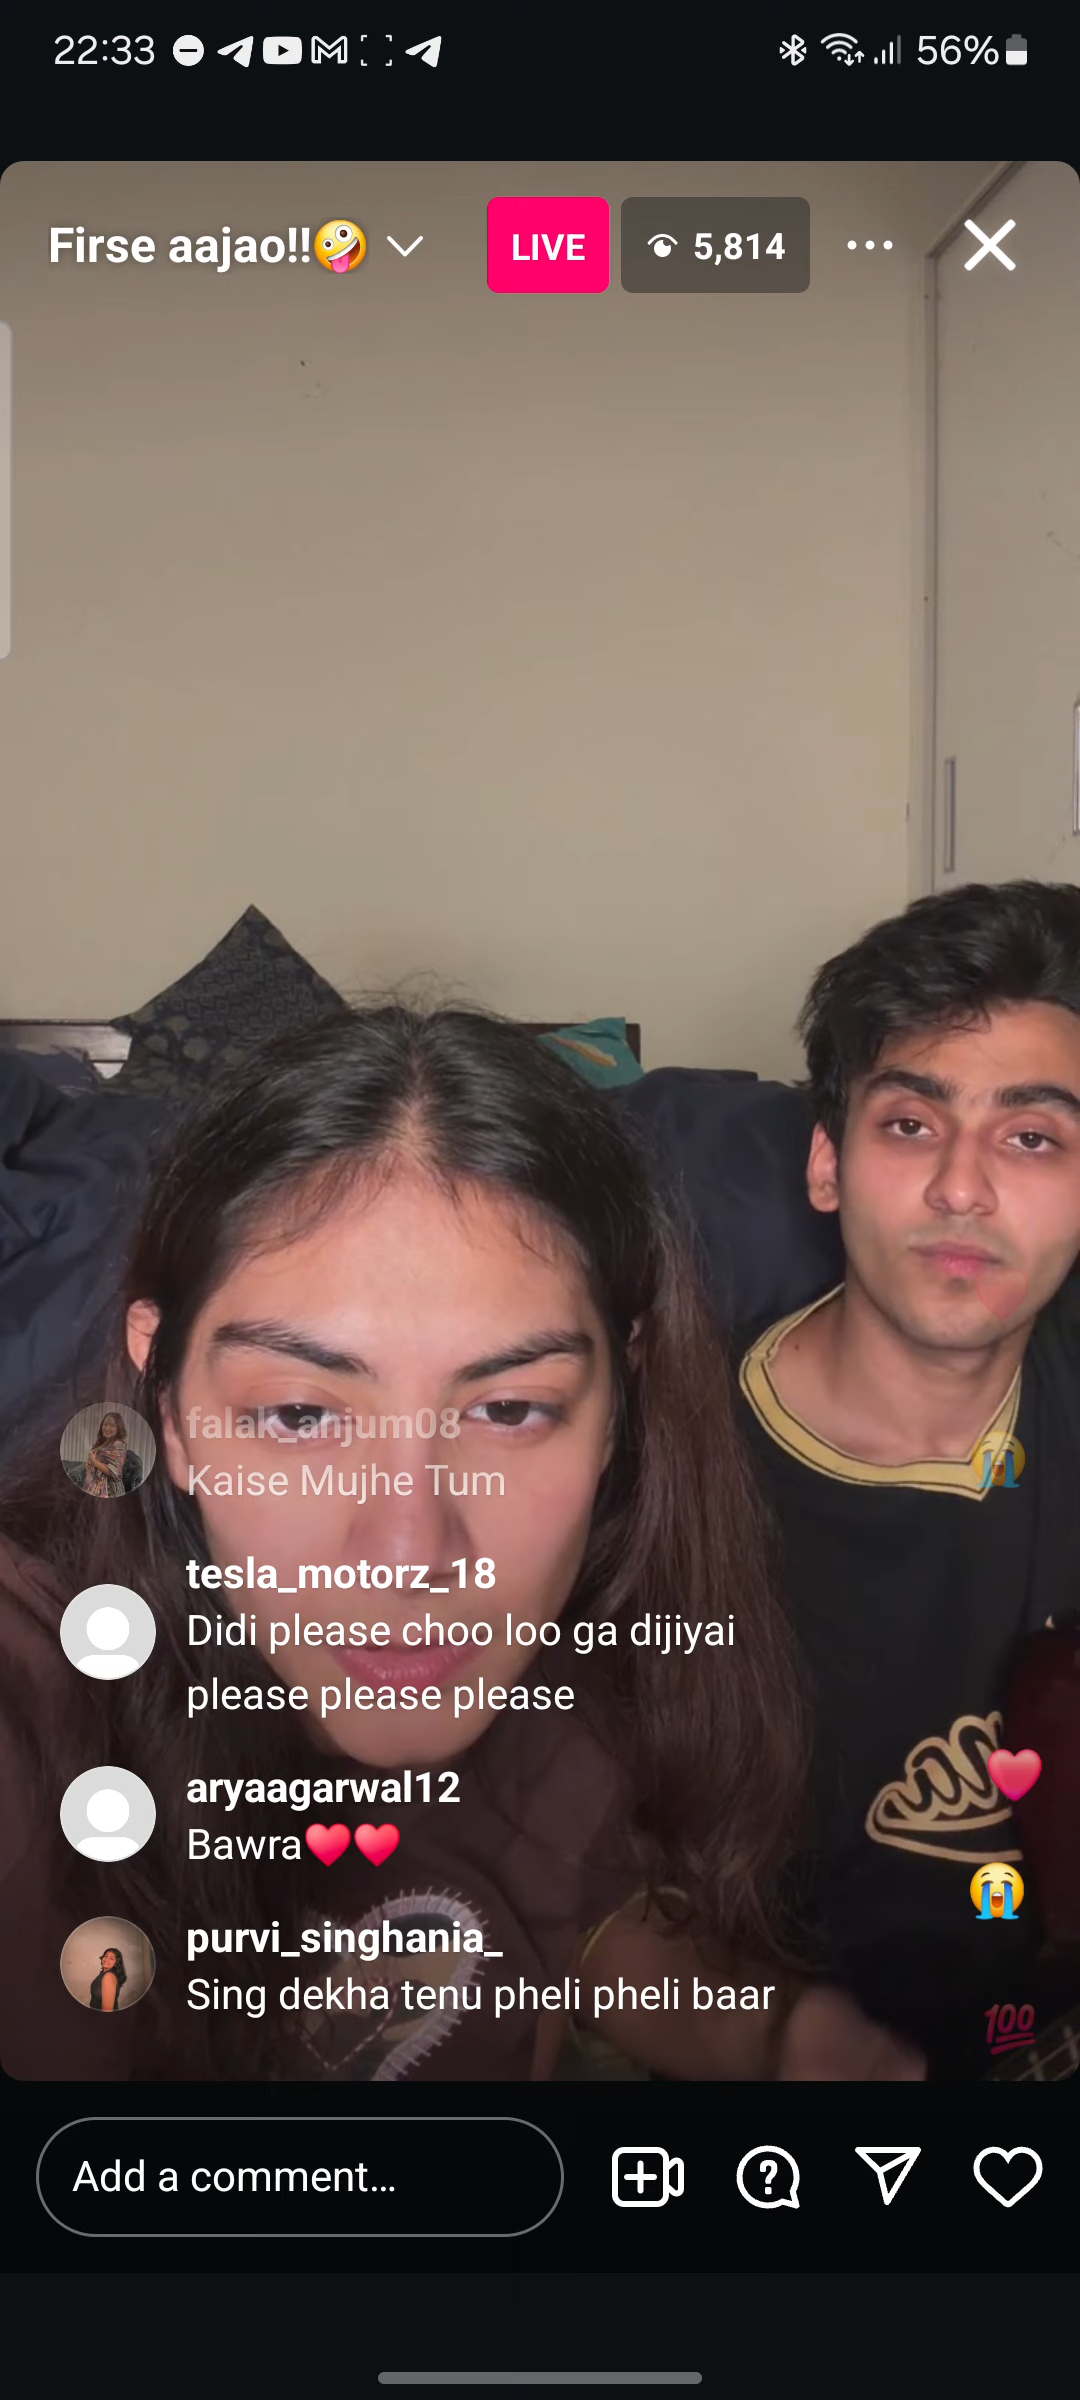 22:33
56%
Firse aajao!!🤪
LIVE
5,814
falak_anjum08
Kaise Mujhe Tum
tesla_motorz_18
Didi please choo loo ga dijiyai
please please please
aryaagarwal12
Bawra❤️❤️
purvi_singhania_
Sing dekha tenu pheli pheli baar
100
Add a comment...